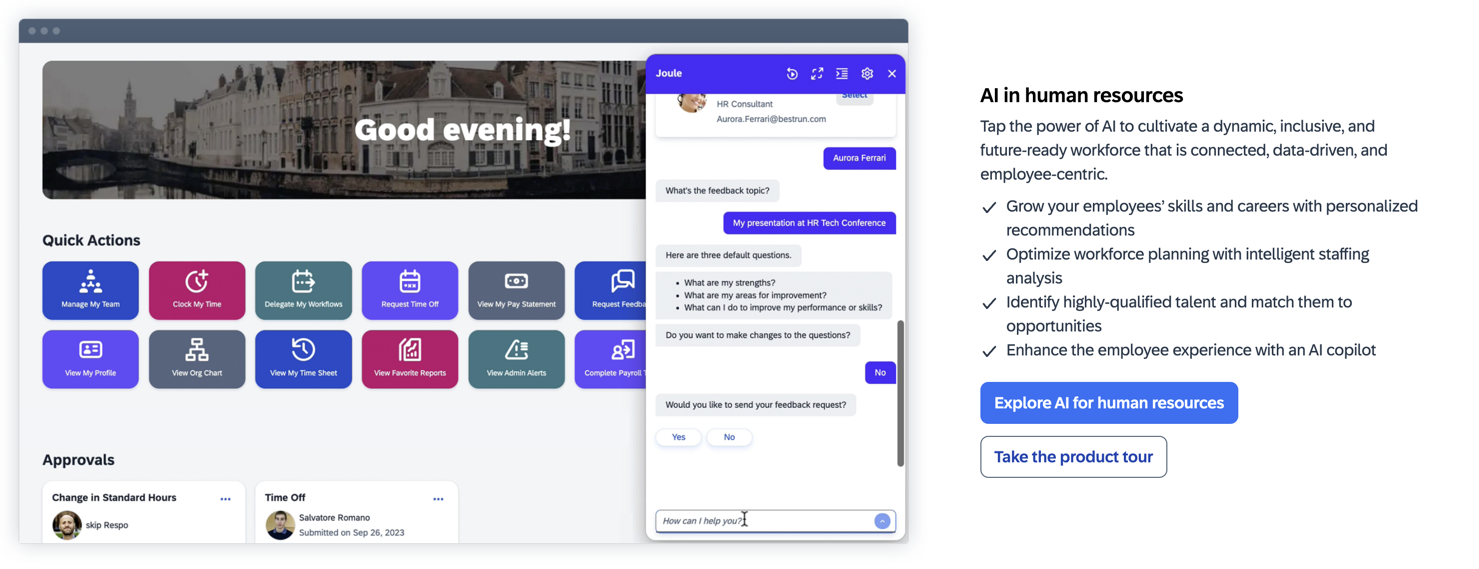 Good evening!
Quick Actions
Manage My Team
Clock My Time
Delegate My Workflows
Request Time Off
View My Pay Statement
Request Feedba
View My Profile
View Org Chart
View My Time Sheet
View Favorite Reports
View Admin Alerts
Complete Payroll T
Approvals
Change in Standard Hours
skip Respo
Time Off
Salvatore Romano
Submitted on Sep 26, 2023
Joule
HR Consultant
Select
Aurora.Ferrari@bestrun.com
Aurora Ferrari
What's the feedback topic?
My presentation at HR Tech Conference
Here are three default questions.
• What are my strengths?
• What are my areas for improvement?
• What can I do to improve my performance or skills?
Do you want to make changes to the questions?
No
Would you like to send your feedback request?
Yes
No
How can I help you?
AI in human resources
Tap the power of AI to cultivate a dynamic, inclusive, and
future-ready workforce that is connected, data-driven, and
employee-centric.
Grow your employees’ skills and careers with personalized
recommendations
Optimize workforce planning with intelligent staffing
analysis
Identify highly-qualified talent and match them to
opportunities
Enhance the employee experience with an AI copilot
Explore AI for human resources
Take the product tour